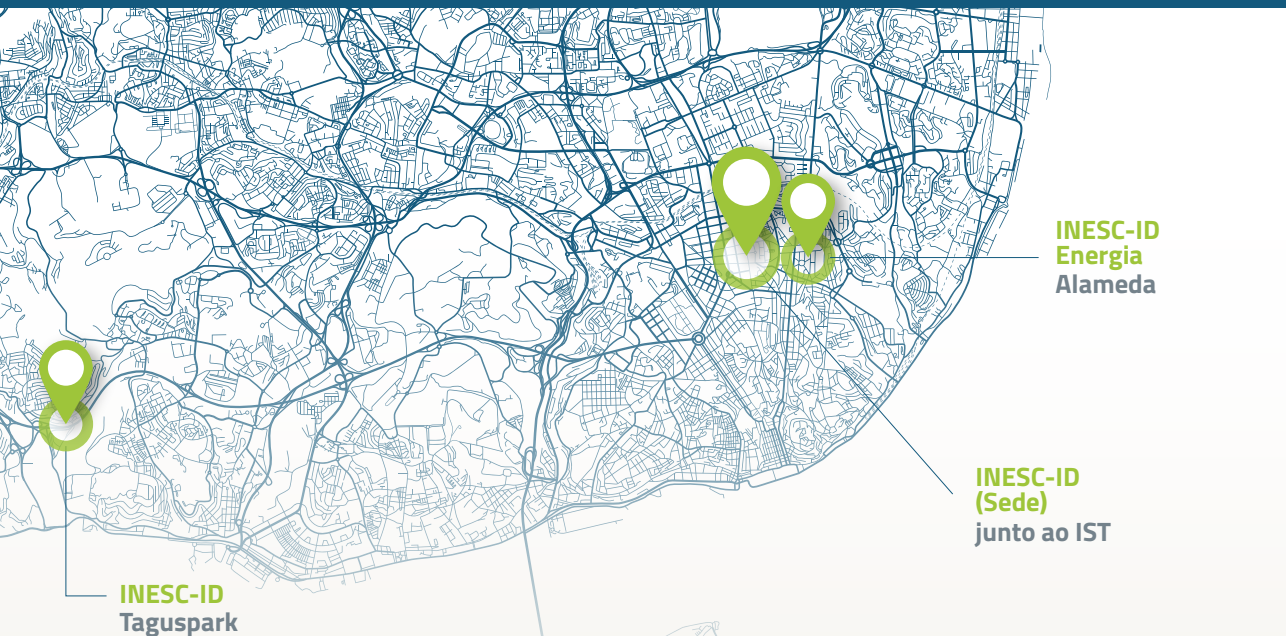 INESC-ID
Energia
Alameda
INESC-ID
(Sede)
junto ao IST
INESC-ID
Taguspark